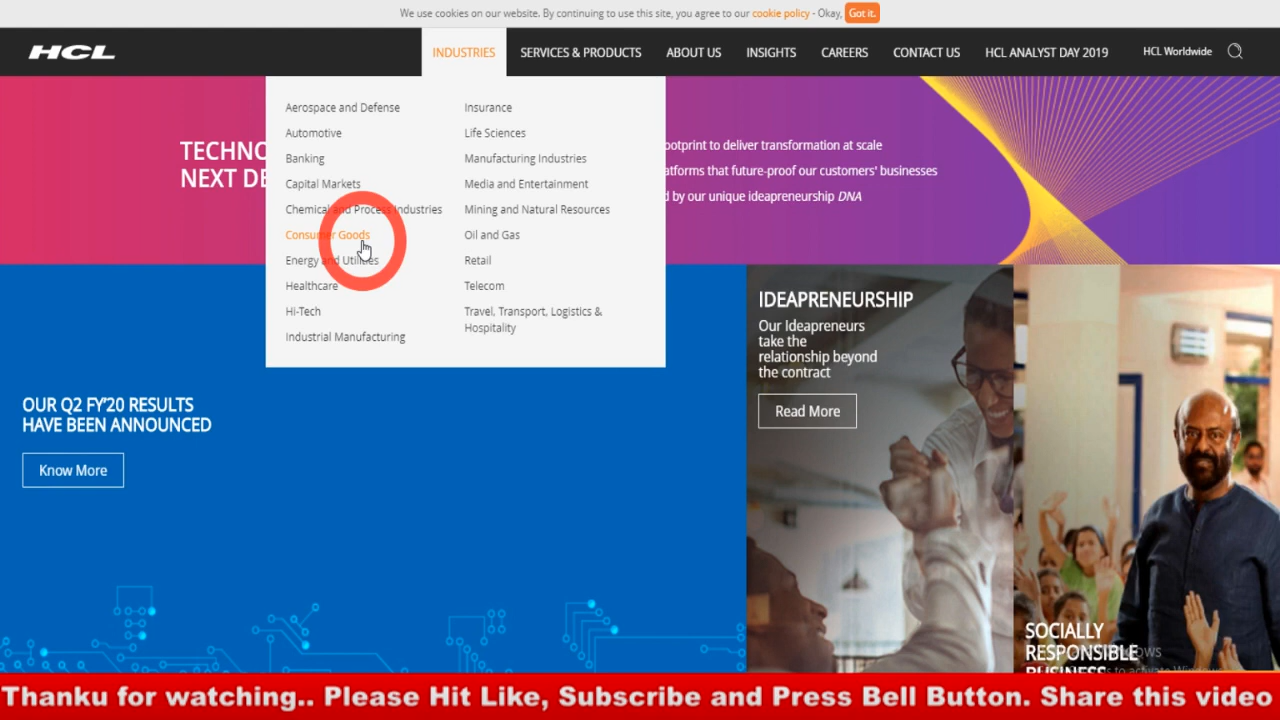 We use cookies on our website. By continuing to use this site, you agree to our cookie policy - Okay, Got it.
HCL
INDUSTRIES SERVICES & PRODUCTS ABOUT US INSIGHTS CAREERS CONTACT US HCL ANALYST DAY 2019 HCL Worldwide
Aerospace and Defense
Automotive
Banking
Capital Markets
Chemical and Process Industries
Consumer Goods
Energy and Utilities
Healthcare
Hi-Tech
Industrial Manufacturing
Insurance
Life Sciences
Manufacturing Industries
Media and Entertainment
Mining and Natural Resources
Oil and Gas
Retail
Telecom
Travel, Transport, Logistics &
Hospitality
to deliver transformation at scale
that future-proof our customers' businesses
by our unique ideapreneurship DNA
NEXT
OUR Q2 FY'20 RESULTS
HAVE BEEN ANNOUNCED
Know More
IDEAPRENEURSHIP
Our Ideapreneurs
take the
relationship beyond
the contract
Read More
SOCIALLY
RESPONSIBLE
BUSINESS
to activate Windows
Thanku for watching.. Please Hit Like, Subscribe and Press Bell Button. Share this video